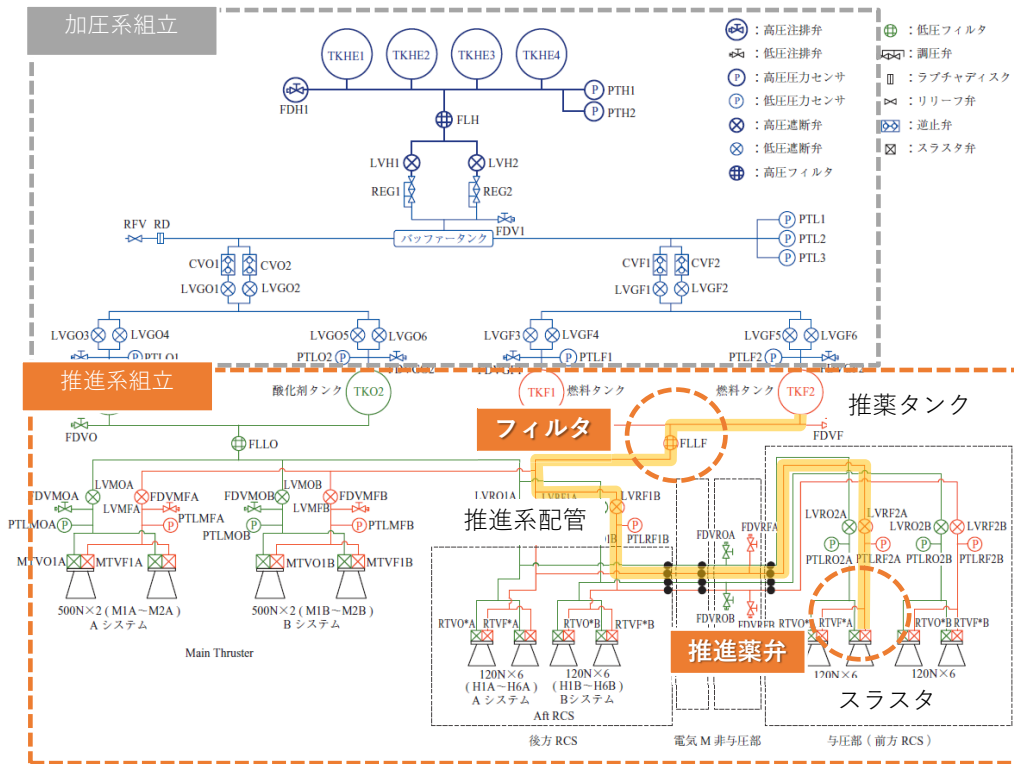 加圧系組立
TKHE1
TKHE2
TKHE3
TKHE4
FDH1
P
PTH1
P
PTH2
FLH
LVH1
LVH2
REG1
REG2
RFV
RD
FDV1
バッファータンク
P
PTL1
P
PTL2
P
PTL3
CVO1
CVO2
CVF1
CVF2
LVGO1
LVGO2
LVGF1
LVGF2
LVGO3
LVGO4
LVGO5
LVGO6
LVGF3
LVGF4
LVGF5
LVGF6
P
PTLO1
PTLO2
P
P
PTLF1
PTLF2
P
：高圧注排弁
：低圧注排弁
P
：高圧圧力センサ
P
：低圧圧力センサ
：高圧遮断弁
：低圧遮断弁
：高圧フィルタ
：低圧フィルタ
：調圧弁
：ラプチャディスク
：リリーフ弁
：逆止弁
：スラスタ弁
推進系組立
酸化剤タンク
TKO2
TKF1
燃料タンク
燃料タンク
TKF2
推薬タンク
FDVO
フィルタ
FDVF
FLLO
FLLF
LVMOA
FDVMOA
FDVMFA
LVMFA
PTLMOA
P
P
PTLMFA
LVMOB
FDVMOB
FDVMFB
LVMFB
P
PTLMOB
P
PTLMFB
MTVO1A
MTVF1A
MTVO1B
MTVF1B
500N×2 ( M1A～M2A )
A システム
500N×2 ( M1B～M2B )
B システム
Main Thruster
LVRO1A
LVRF1B
推進系配管
P
PTLRF1B
FDVROA
FDVRFA
FDVROB
LVRO2A
LVRF2A
LVRO2B
LVRF2B
P
PTLRO2A
P
PTLRF2A
P
PTLRO2B
P
PTLRF2B
RTVO*A
RTVF*A
RTVO*B
RTVF*B
RTVF*A
RTVO*B
RTVF*B
推進薬弁
120N×6
( H1A～H6A )
A システム
120N×6
( H1B～H6B )
Bシステム
120N×6
120N×6
スラスタ
Aft RCS
後方 RCS
電気 M 非与圧部
与圧部 ( 前方 RCS )